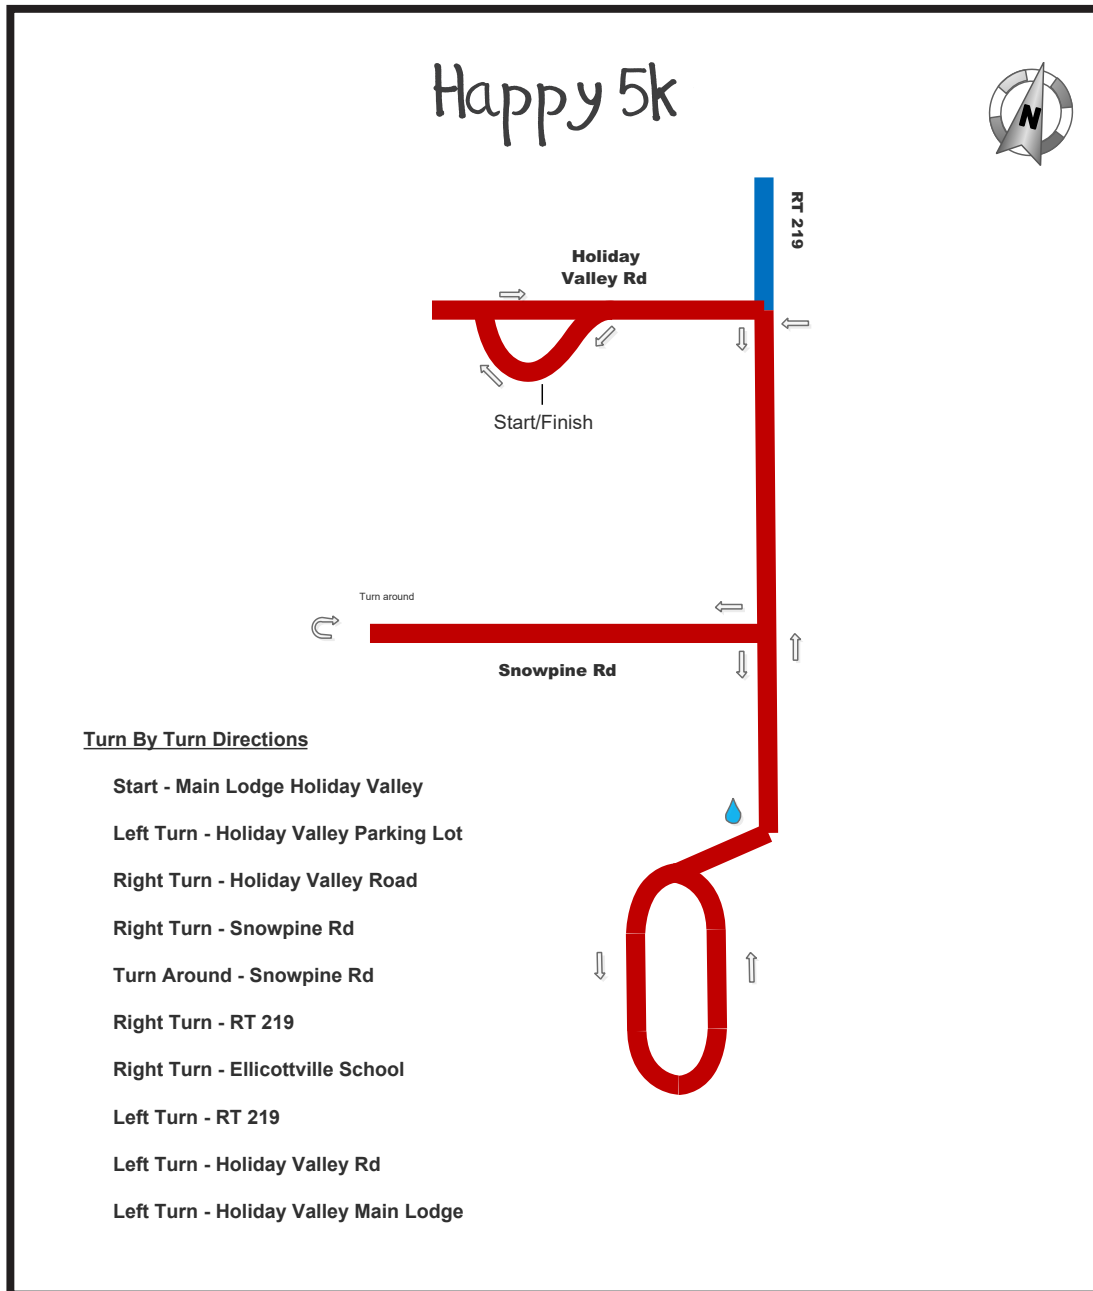 Happy 5k
N
RT 219
Holiday
Valley Rd
Start/Finish
Turn around
Snowpine Rd
Turn By Turn Directions
Start - Main Lodge Holiday Valley
Left Turn - Holiday Valley Parking Lot
Right Turn - Holiday Valley Road
Right Turn - Snowpine Rd
Turn Around - Snowpine Rd
Right Turn - RT 219
Right Turn - Ellicottville School
Left Turn - RT 219
Left Turn - Holiday Valley Rd
Left Turn - Holiday Valley Main Lodge